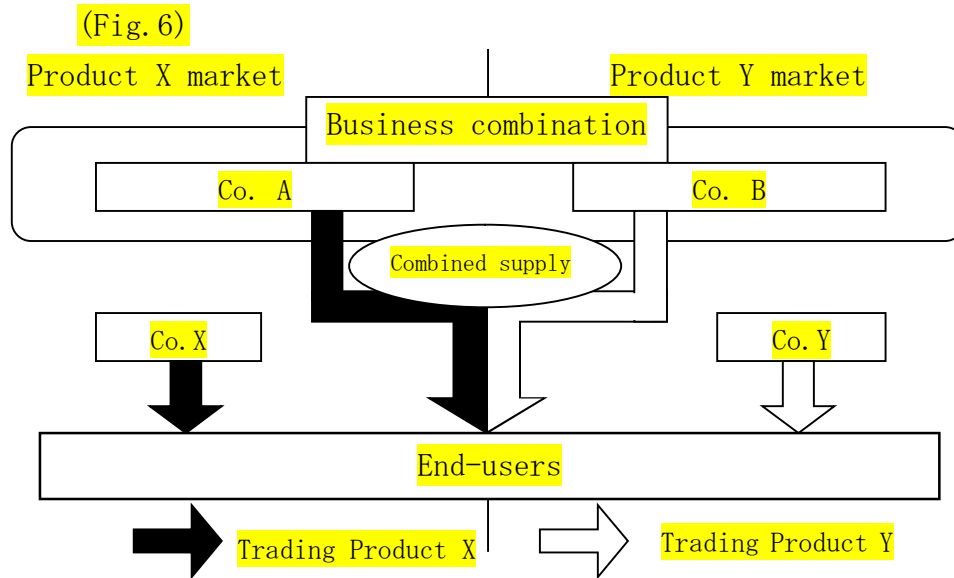 (Fig.6)
Product X market
Product Y market
Business combination
Co. A
Co. B
Combined supply
Co.X
Co.Y
End-users
Trading Product X
Trading Product Y